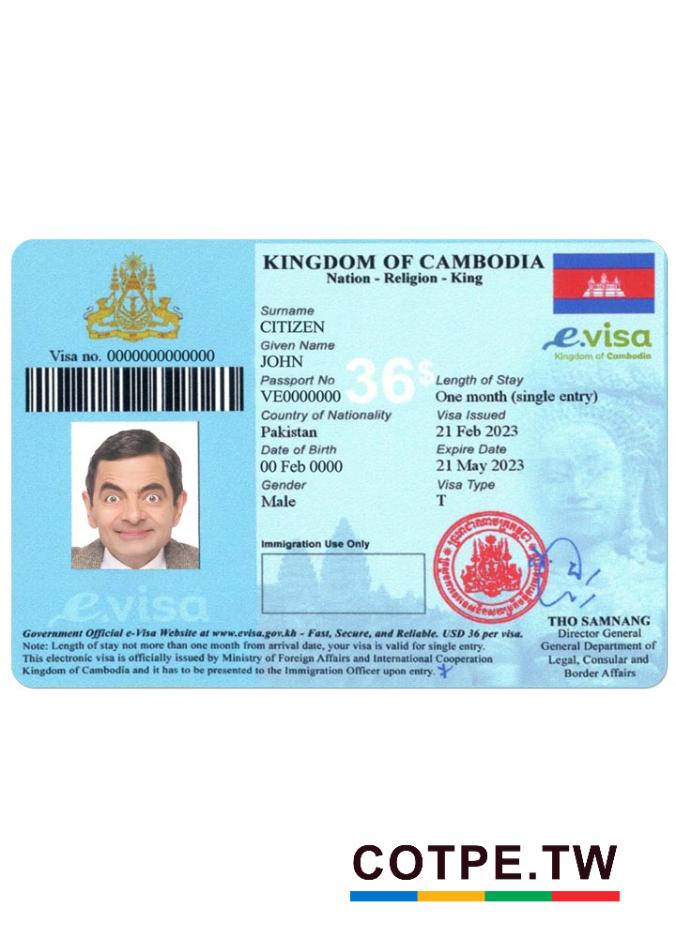 KINGDOM OF CAMBODIA
Nation - Religion - King
Visa no. 0000000000000
Surname
CITIZEN
Given Name
JOHN
Passport No
VE0000000
36$
Country of Nationality
Pakistan
Date of Birth
00 Feb 0000
Gender
Male
e.visa
Kingdom of Cambodia
Length of Stay
One month (single entry)
Visa Issued
21 Feb 2023
Expire Date
21 May 2023
Visa Type
T
Immigration Use Only
evisa
THO SAMNANG
Director General
General Department of
Legal, Consular and
Border Affairs
Government Official e-Visa Website at www.evisa.gov.kh - Fast, Secure, and Reliable. USD 36 per visa.
Note: Length of stay not more than one month from arrival date, your visa is valid for single entry.
This electronic visa is officially issued by Ministry of Foreign Affairs and International Cooperation
Kingdom of Cambodia and it has to be presented to the Immigration Officer upon entry.
COTPE.TW